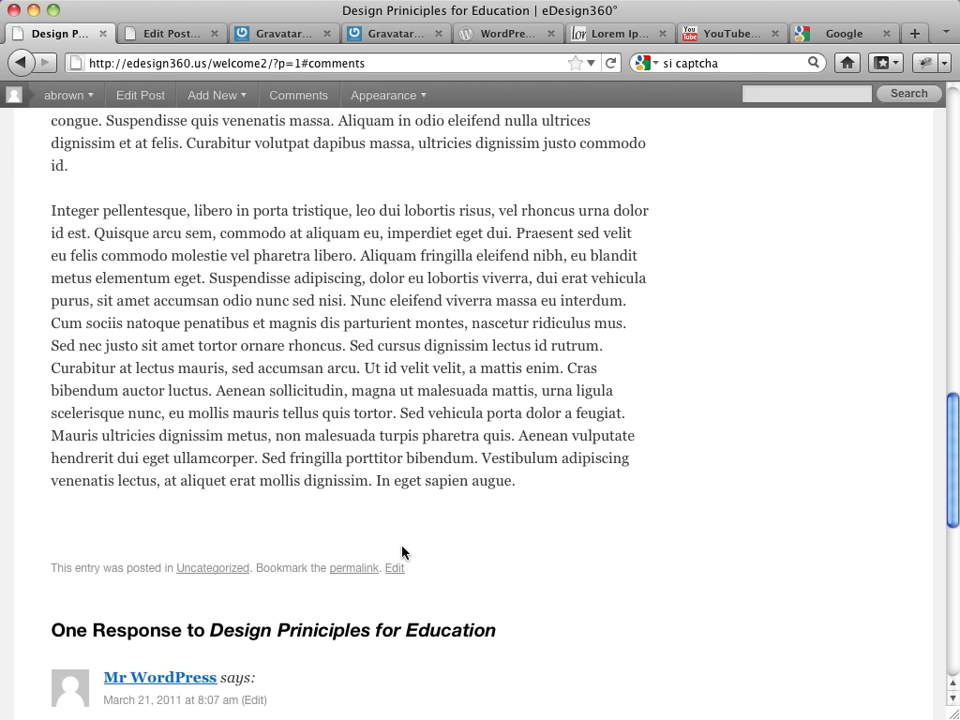 Design Priniciples for Education | eDesign360°
Design P...
Edit Post...
Gravatar...
Gravatar...
WordPre...
lor Lorem Ip...
You Tube YouTube...
Google
http://edesign360.us/welcome2/?p=1#comments
si captcha
abrown
Edit Post
Add New
Comments
Appearance
Search
congue. Suspendisse quis venenatis massa. Aliquam in odio eleifend nulla ultrices
dignissim et at felis. Curabitur volutpat dapibus massa, ultricies dignissim justo commodo
id.
Integer pellentesque, libero in porta tristique, leo dui lobortis risus, vel rhoncus urna dolor
id est. Quisque arcu sem, commodo at aliquam eu, imperdiet eget dui. Praesent sed velit
eu felis commodo molestie vel pharetra libero. Aliquam fringilla eleifend nibh, eu blandit
metus elementum eget. Suspendisse adipiscing, dolor eu lobortis viverra, dui erat vehicula
purus, sit amet accumsan odio nunc sed nisi. Nunc eleifend viverra massa eu interdum.
Cum sociis natoque penatibus et magnis dis parturient montes, nascetur ridiculus mus.
Sed nec justo sit amet tortor ornare rhoncus. Sed cursus dignissim lectus id rutrum.
Curabitur at lectus mauris, sed accumsan arcu. Ut id velit velit, a mattis enim. Cras
bibendum auctor luctus. Aenean sollicitudin, magna ut malesuada mattis, urna ligula
scelerisque nunc, eu mollis mauris tellus quis tortor. Sed vehicula porta dolor a feugiat.
Mauris ultricies dignissim metus, non malesuada turpis pharetra quis. Aenean vulputate
hendrerit dui eget ullamcorper. Sed fringilla porttitor bibendum. Vestibulum adipiscing
venenatis lectus, at aliquet erat mollis dignissim. In eget sapien augue.
This entry was posted in Uncategorized. Bookmark the permalink. Edit
One Response to Design Priniciples for Education
Mr WordPress says:
March 21, 2011 at 8:07 am (Edit)